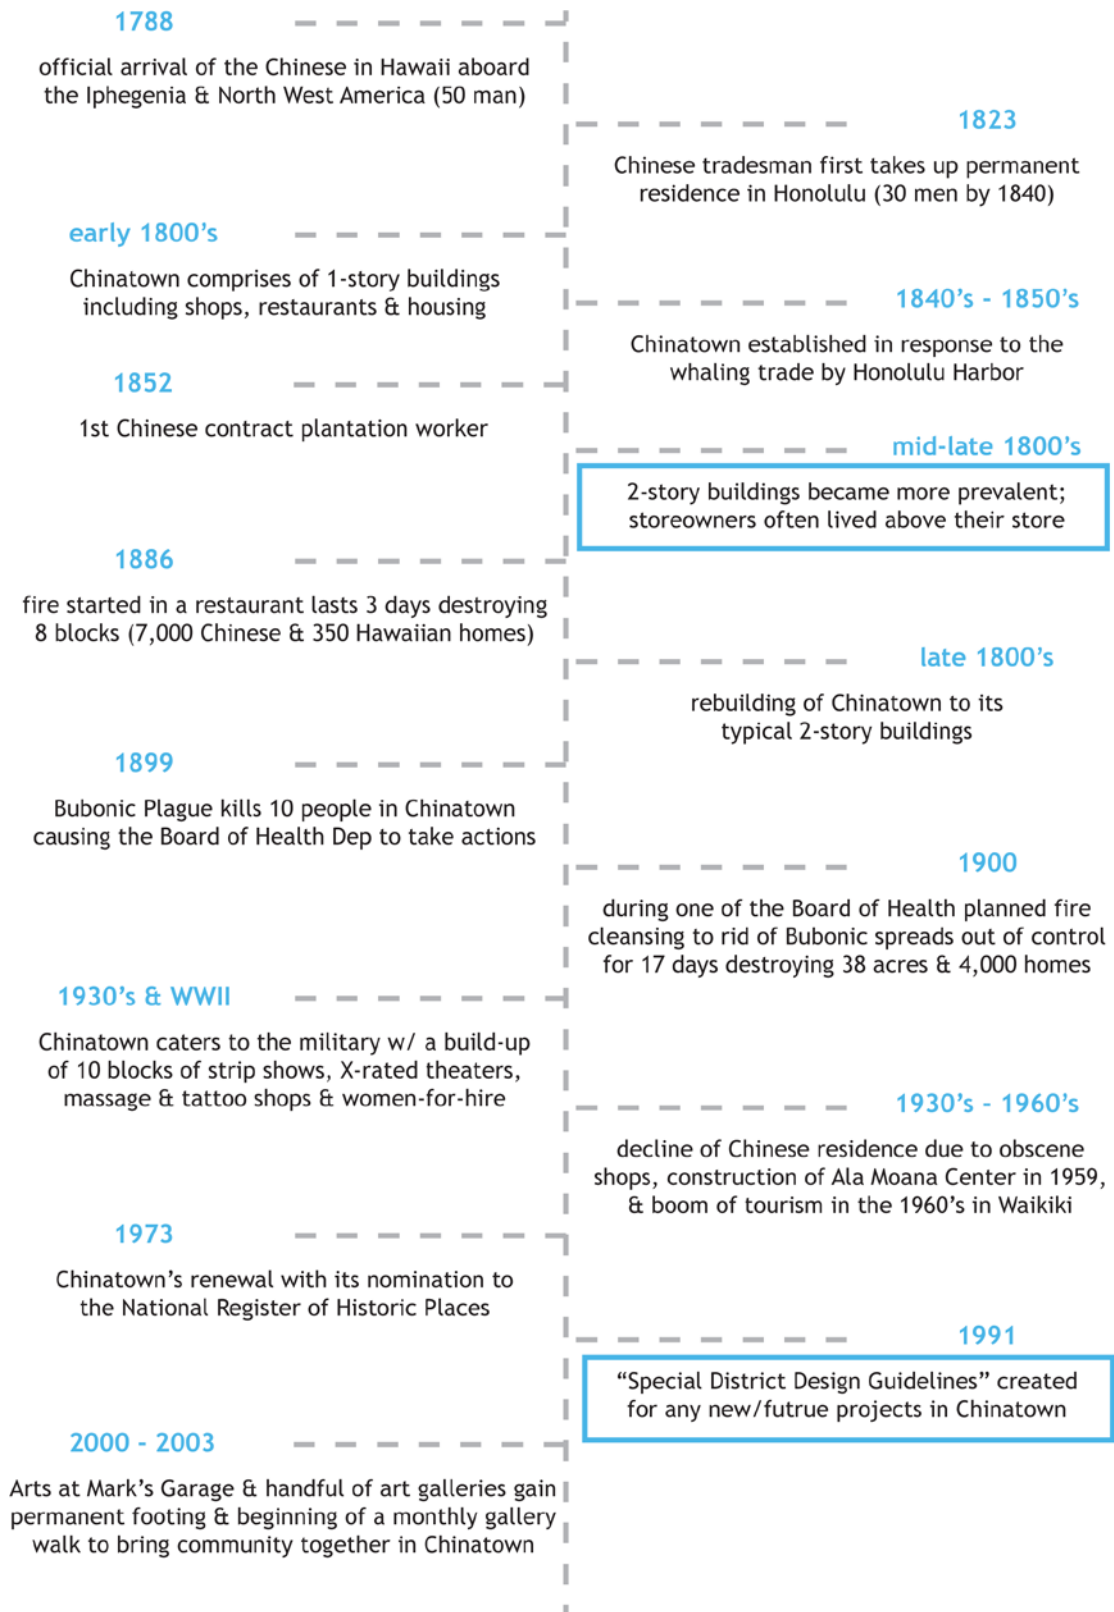 1788
official arrival of the Chinese in Hawaii aboard
the Iphegenia & North West America (50 man)
1823
Chinese tradesman first takes up permanent
residence in Honolulu (30 men by 1840)
early 1800’s
Chinatown comprises of 1-story buildings
including shops, restaurants & housing
1840’s - 1850’s
Chinatown established in response to the
whaling trade by Honolulu Harbor
1852
1st Chinese contract plantation worker
mid-late 1800’s
2-story buildings became more prevalent;
storeowners often lived above their store
1886
fire started in a restaurant lasts 3 days destroying
8 blocks (7,000 Chinese & 350 Hawaiian homes)
late 1800’s
rebuilding of Chinatown to its
typical 2-story buildings
1899
Bubonic Plague kills 10 people in Chinatown
causing the Board of Health Dep to take actions
1900
during one of the Board of Health planned fire
cleansing to rid of Bubonic spreads out of control
for 17 days destroying 38 acres & 4,000 homes
1930’s & WWII
Chinatown caters to the military w/ a build-up
of 10 blocks of strip shows, X-rated theaters,
massage & tattoo shops & women-for-hire
1930’s - 1960’s
decline of Chinese residence due to obscene
shops, construction of Ala Moana Center in 1959,
& boom of tourism in the 1960’s in Waikiki
1973
Chinatown’s renewal with its nomination to
the National Register of Historic Places
1991
“Special District Design Guidelines” created
for any new/futrue projects in Chinatown
2000 - 2003
Arts at Mark’s Garage & handful of art galleries gain
permanent footing & beginning of a monthly gallery
walk to bring community together in Chinatown